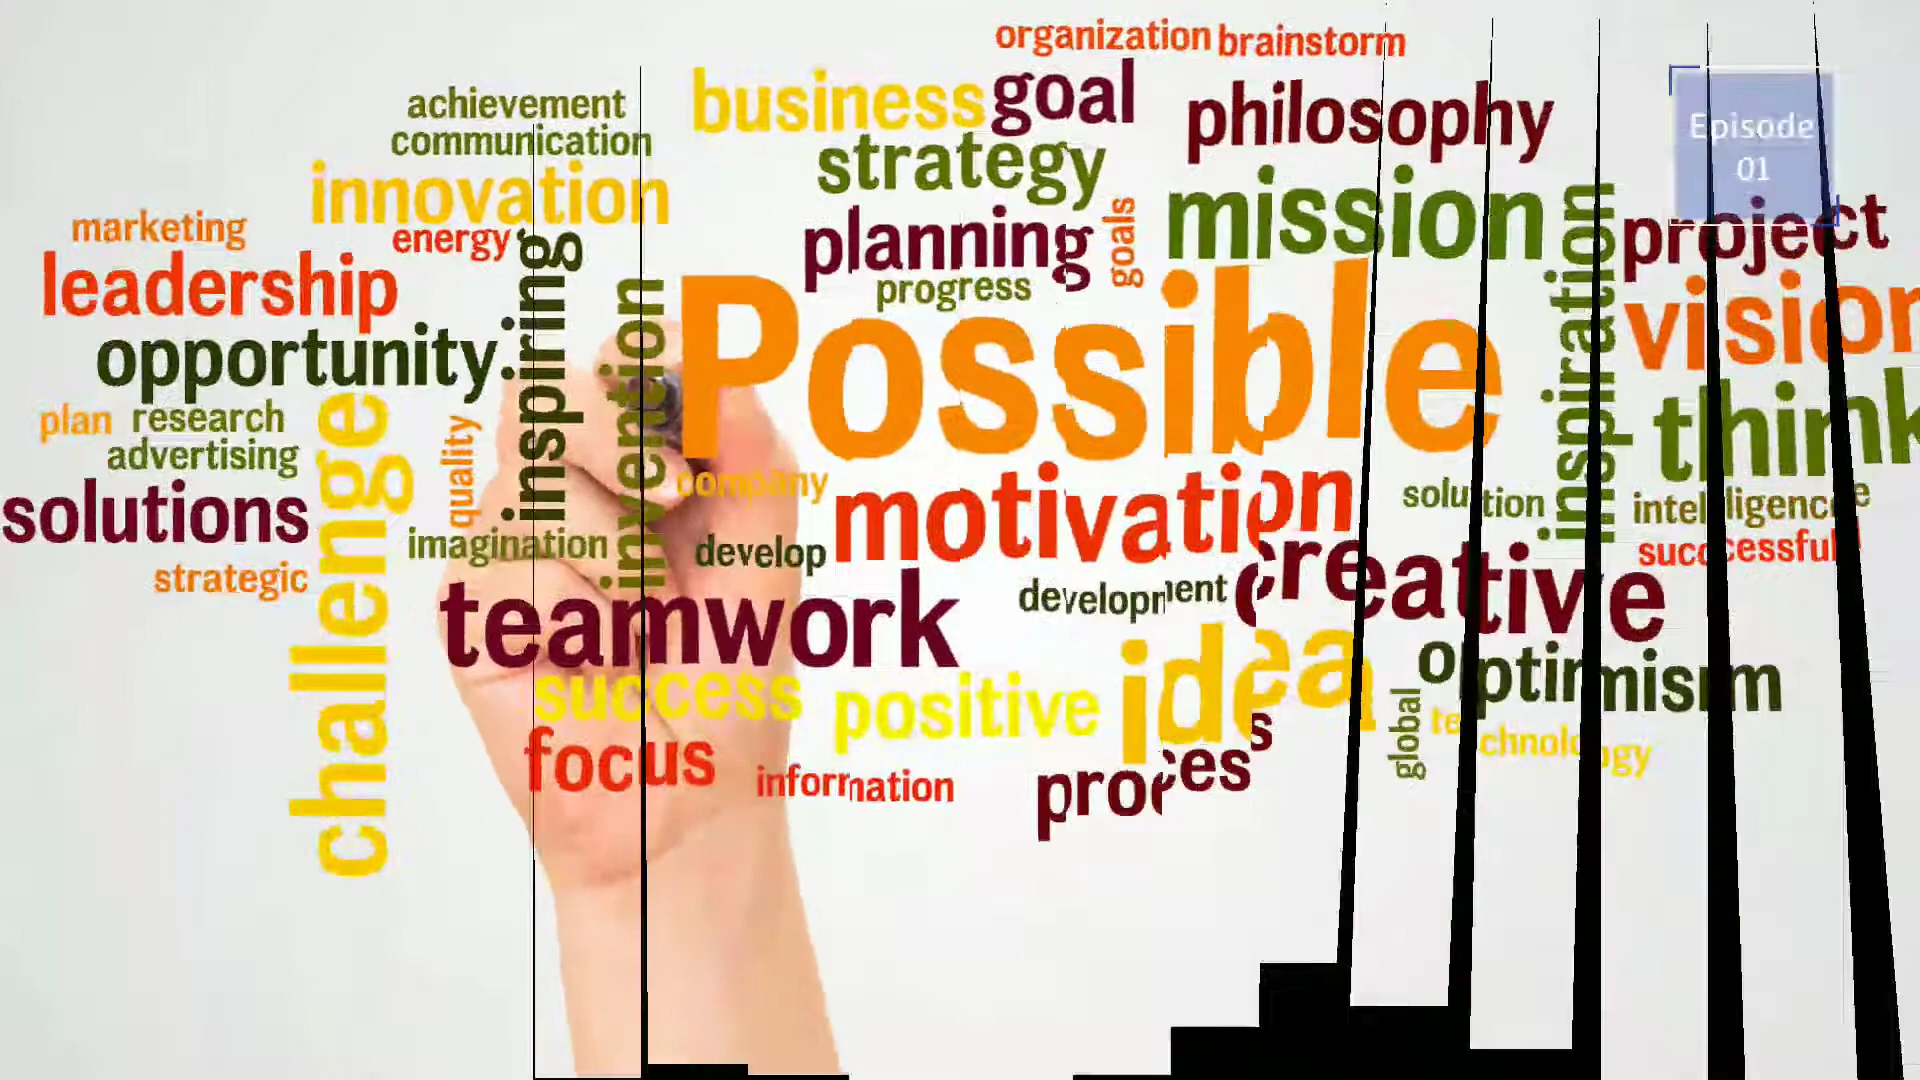 organization brainstorm
achievement
business goal
philosophy
Episode
01
communication
strategy
innovation
mission
marketing
energy
planning
goals
project
leadership
progress
inspiring
invention
Possible
inspiration
vision
opportunity
think
plan research
advertising
challenge
quality
company
motivation
solution
intelligence
solutions
imagination
develop
successful
strategic
development
creative
teamwork
idea
optimism
success positive
global
technology
focus
information
process